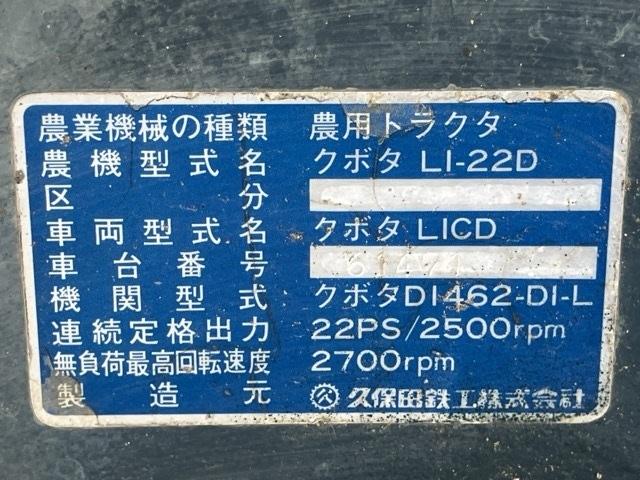 農業機械の種類 農用トラクタ
農機型式名 クボタ L1-22D
区分
車両型式名 クボタ L1CD
車台番号
機関型式 クボタD1462-D1-L
連続定格出力 22PS/2500rpm
無負荷最高回転速度 2700rpm
製造元 久保田鉄工株式会社